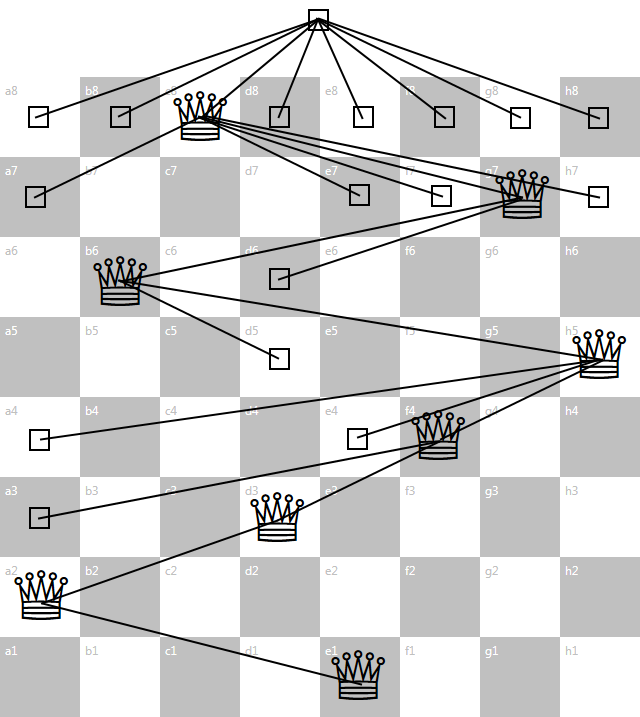 a8 b8 c8 d8 e8 f8 g8 h8
a7 b7 c7 d7 e7 f7 g7 h7
a6 b6 c6 d6 e6 f6 g6 h6
a5 b5 c5 d5 e5 f5 g5 h5
a4 b4 c4 d4 e4 f4 g4 h4
a3 b3 c3 d3 e3 f3 g3 h3
a2 b2 c2 d2 e2 f2 g2 h2
a1 b1 c1 d1 e1 f1 g1 h1